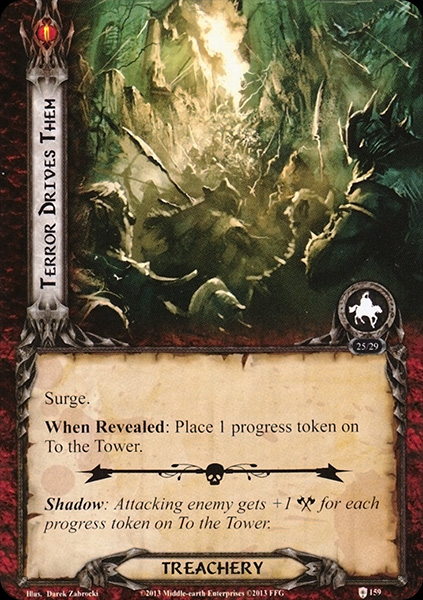 TERROR DRIVES THEM
25/29
Surge.
When Revealed: Place 1 progress token on
To the Tower.
Shadow: Attacking enemy gets +1 for each
progress token on To the Tower.
TREACHERY
Illus. Darek Zabrocki
©2013 Middle-earth Enterprises ©2013 FFG
159